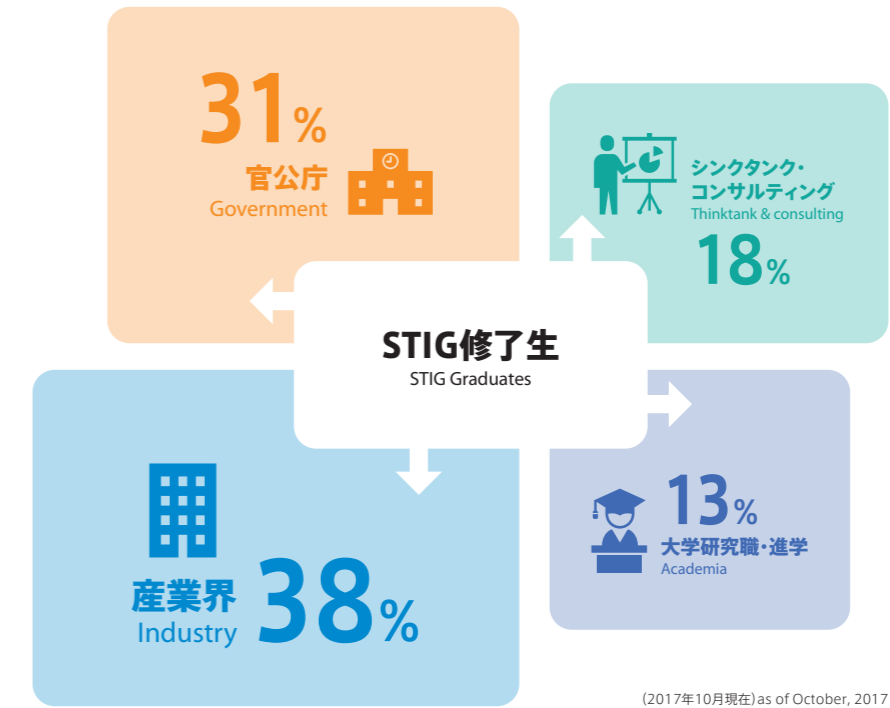 31%
官公庁
Government
シンクタンク・
コンサルティング
Thinktank & consulting
18%
STIG修了生
STIG Graduates
産業界
Industry
38%
13%
大学研究職・進学
Academia
(2017年10月現在) as of October, 2017